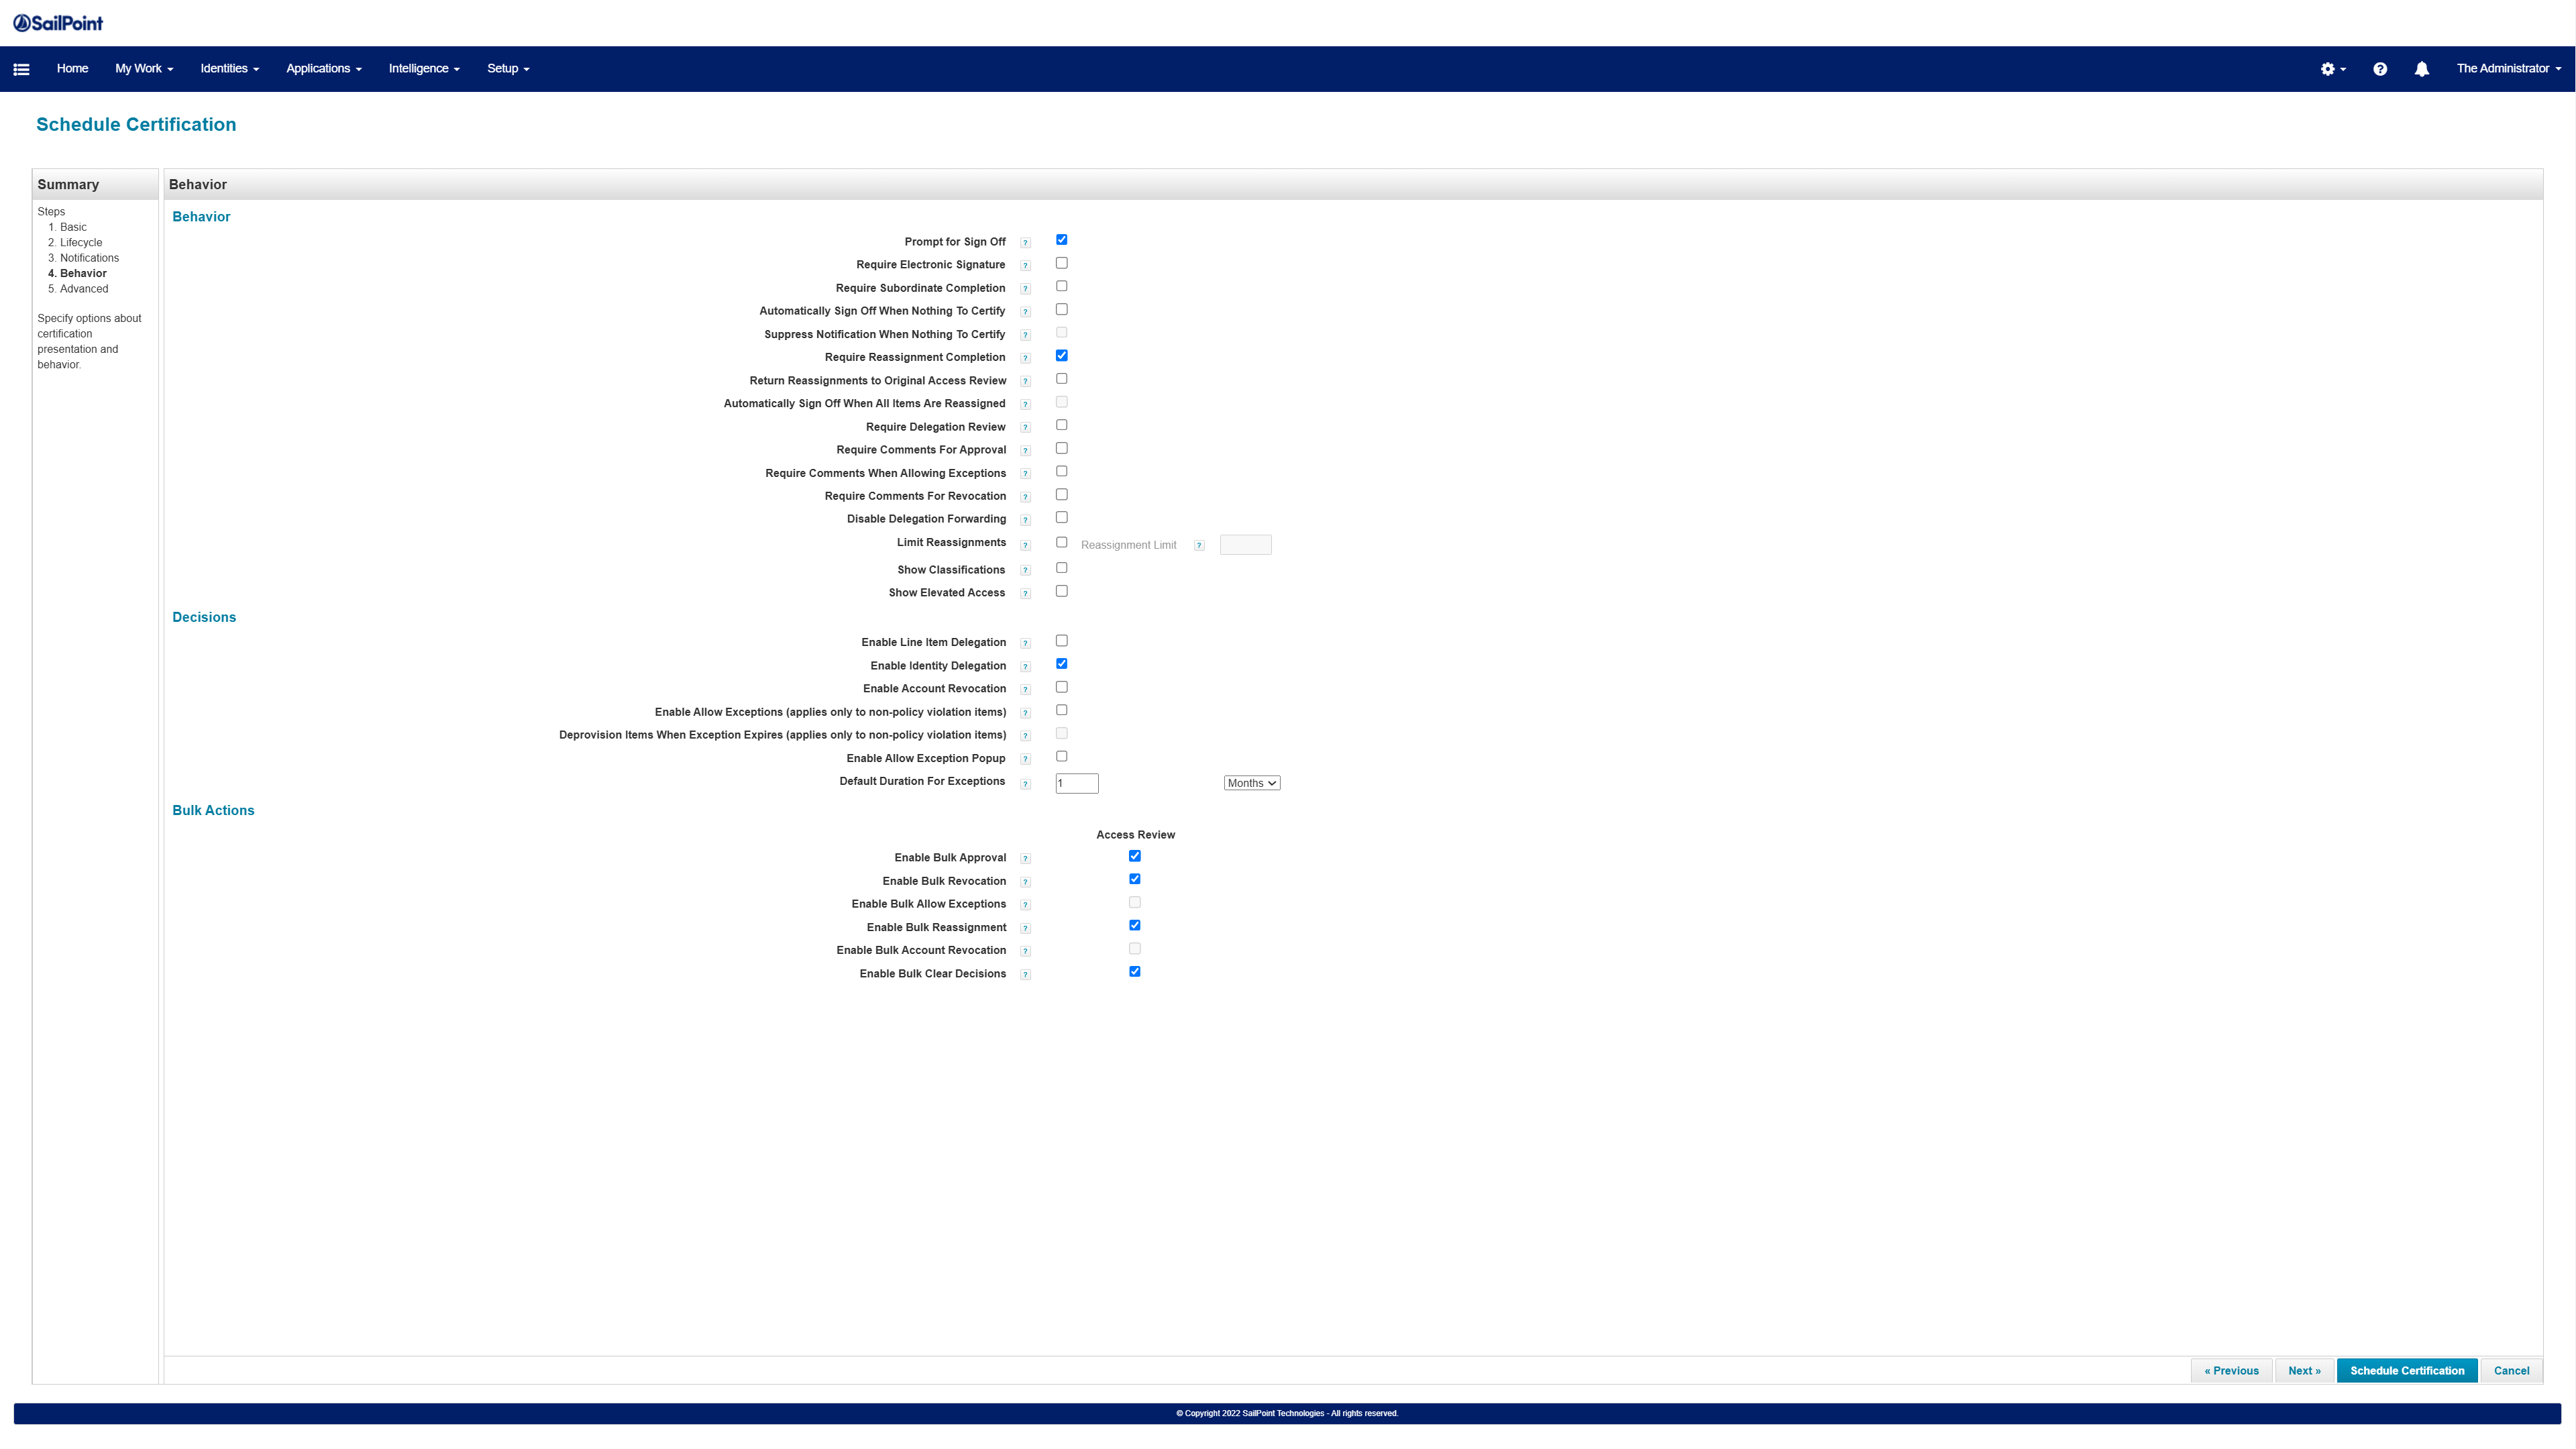 SailPoint
Home My Work Identities Applications Intelligence Setup The Administrator
Schedule Certification
Summary
Steps
1. Basic
2. Lifecycle
3. Notifications
4. Behavior
5. Advanced
Specify options about
certification
presentation and
behavior.
Behavior
Behavior
Prompt for Sign Off ?
Require Electronic Signature ?
Require Subordinate Completion ?
Automatically Sign Off When Nothing To Certify ?
Suppress Notification When Nothing To Certify ?
Require Reassignment Completion ?
Return Reassignments to Original Access Review ?
Automatically Sign Off When All Items Are Reassigned ?
Require Delegation Review ?
Require Comments For Approval ?
Require Comments When Allowing Exceptions ?
Require Comments For Revocation ?
Disable Delegation Forwarding ?
Limit Reassignments ? Reassignment Limit ?
Show Classifications ?
Show Elevated Access ?
Decisions
Enable Line Item Delegation ?
Enable Identity Delegation ?
Enable Account Revocation ?
Enable Allow Exceptions (applies only to non-policy violation items) ?
Deprovision Items When Exception Expires (applies only to non-policy violation items) ?
Enable Allow Exception Popup ?
Default Duration For Exceptions ? 1 Months
Bulk Actions
Access Review
Enable Bulk Approval ?
Enable Bulk Revocation ?
Enable Bulk Allow Exceptions ?
Enable Bulk Reassignment ?
Enable Bulk Account Revocation ?
Enable Bulk Clear Decisions ?
« Previous Next » Schedule Certification Cancel
© Copyright 2022 SailPoint Technologies - All rights reserved.